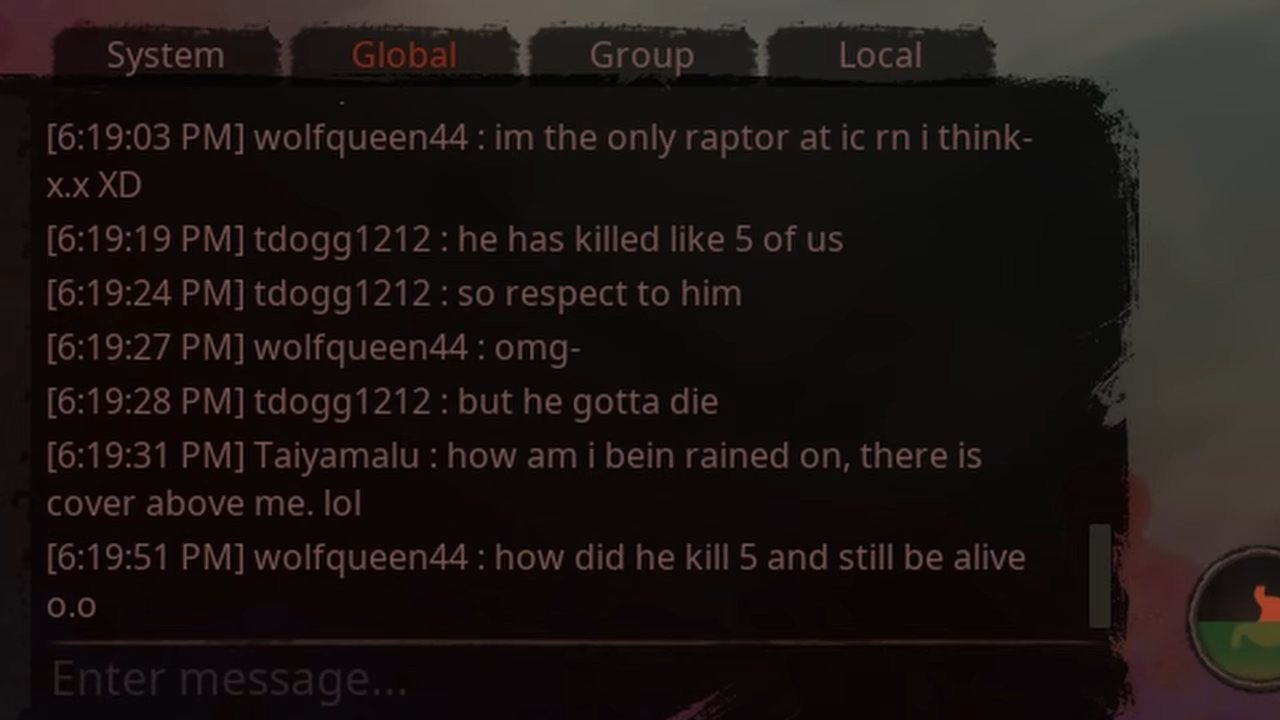 System Global Group Local
[6:19:03 PM] wolfqueen44 : im the only raptor at ic rn i think-
x.x XD
[6:19:19 PM] tdogg1212 : he has killed like 5 of us
[6:19:24 PM] tdogg1212 : so respect to him
[6:19:27 PM] wolfqueen44 : omg-
[6:19:28 PM] tdogg1212 : but he gotta die
[6:19:31 PM] Taiyamalu : how am i bein rained on, there is
cover above me. lol
[6:19:51 PM] wolfqueen44 : how did he kill 5 and still be alive
o.o
Enter message...